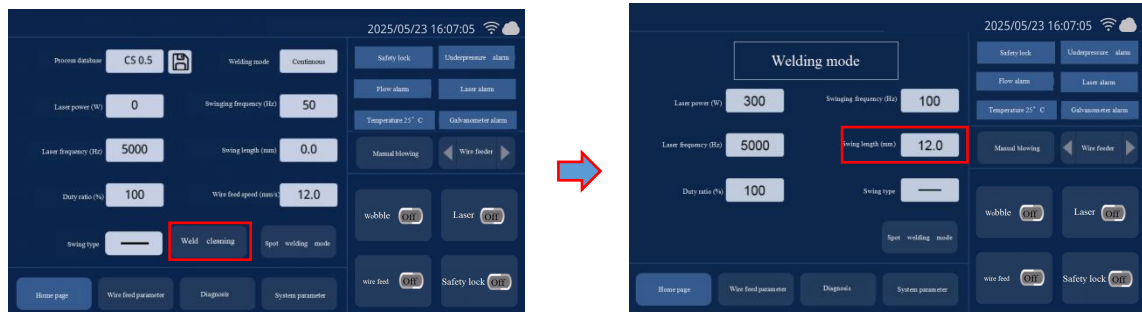 2025/05/23 16:07:05
Process database CS 0.5 Welding mode Continuous
Safety lock Underpressure alarm
Laser power (W) 0 Swinging frequency (Hz) 50
Flow alarm Laser alarm
Temperature 25° C Galvanometer alarm
Laser frequency (Hz) 5000 Swing length (mm) 0.0
Manual blowing Wire feeder
Duty ratio (%) 100 Wire feed speed (mm/s) 12.0
wobble Off Laser Off
Swing type Weld cleaning Spot welding mode
wire feed Off Safety lock Off
Home page Wire feed parameter Diagnosis System parameter
2025/05/23 16:07:05
Welding mode
Safety lock Underpressure alarm
Flow alarm Laser alarm
Laser power (W) 300 Swinging frequency (Hz) 100
Temperature 25° C Galvanometer alarm
Laser frequency (Hz) 5000 Swing length (mm) 12.0
Manual blowing Wire feeder
Duty ratio (%) 100 Swing type
wobble Off Laser Off
Spot welding mode
wire feed Off Safety lock Off
Home page Wire feed parameter Diagnosis System parameter